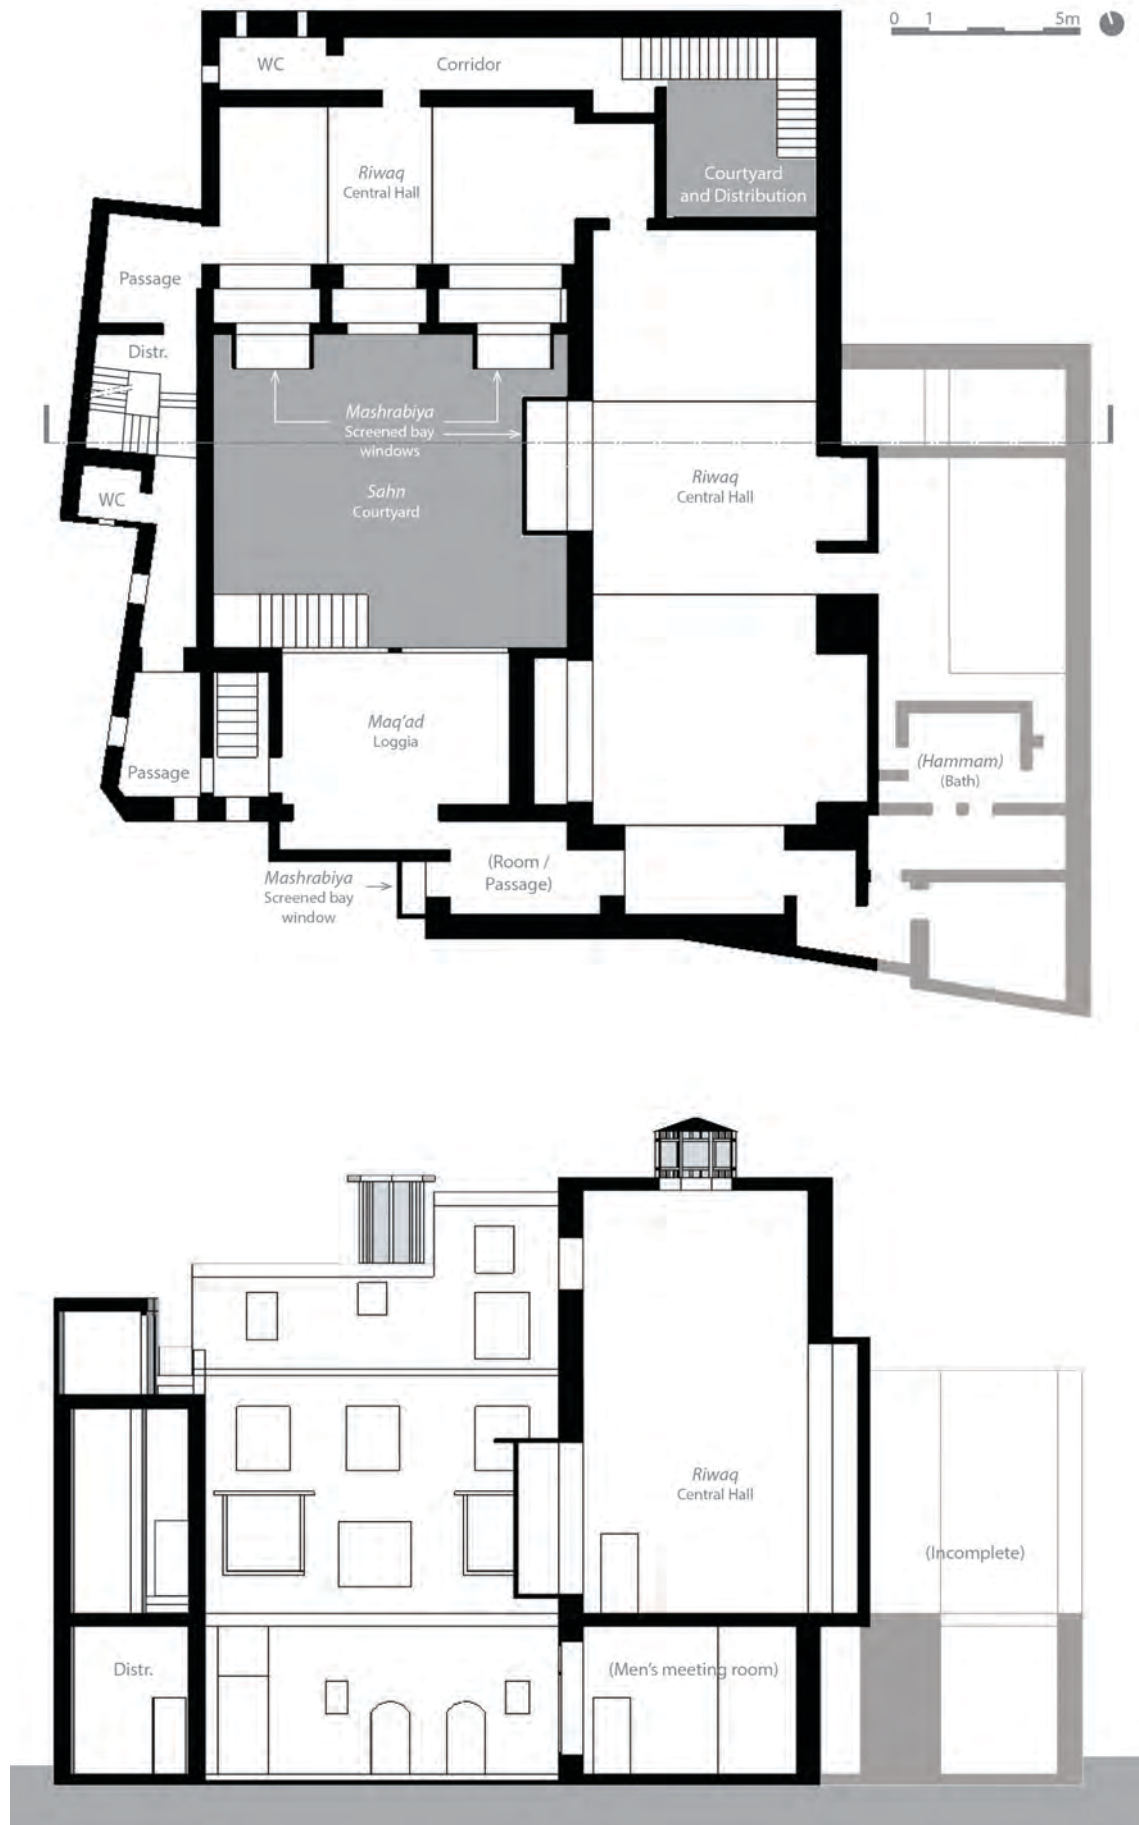 0 1 5m
WC
Corridor
Riwaq
Central Hall
Courtyard
and Distribution
Passage
Distr.
Mashrabiya
Screened bay
windows
WC
Sahn
Courtyard
Riwaq
Central Hall
Maq'ad
Loggia
Passage
(Hammam)
(Bath)
Mashrabiya
Screened bay
window
(Room /
Passage)
Riwaq
Central Hall
(Incomplete)
Distr.
(Men's meeting room)